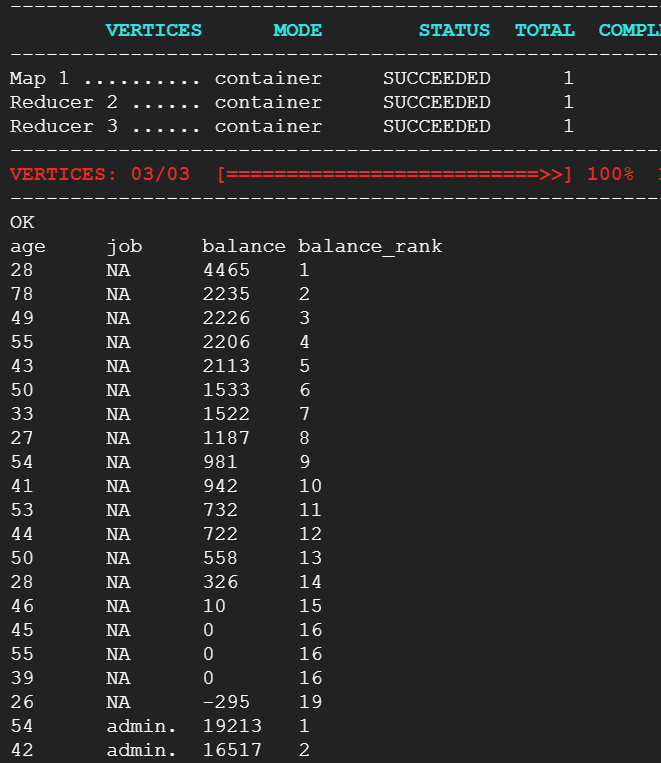 VERTICES MODE STATUS TOTAL
Map 1 .......... container SUCCEEDED 1
Reducer 2 ...... container SUCCEEDED 1
Reducer 3 ...... container SUCCEEDED 1
VERTICES: 03/03 [==========================>>] 100%
OK
age job balance balance_rank
28 NA 4465 1
78 NA 2235 2
49 NA 2226 3
55 NA 2206 4
43 NA 2113 5
50 NA 1533 6
33 NA 1522 7
27 NA 1187 8
54 NA 981 9
41 NA 942 10
53 NA 732 11
44 NA 722 12
50 NA 558 13
28 NA 326 14
46 NA 10 15
45 NA 0 16
55 NA 0 16
39 NA 0 16
26 NA -295 19
54 admin. 19213 1
42 admin. 16517 2